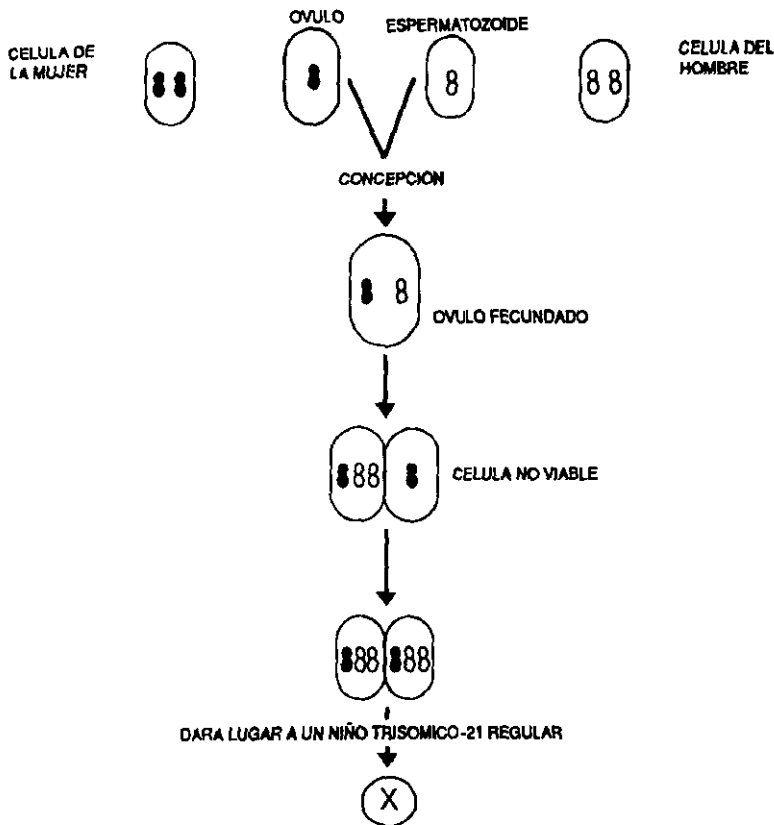 OVULO
ESPERMATOZOIDE
CELULA DE
LA MUJER
CELULA DEL
HOMBRE
CONCEPCION
OVULO FECUNDADO
CELULA NO VIABLE
DARA LUGAR A UN NIÑO TRISOMICO-21 REGULAR
X